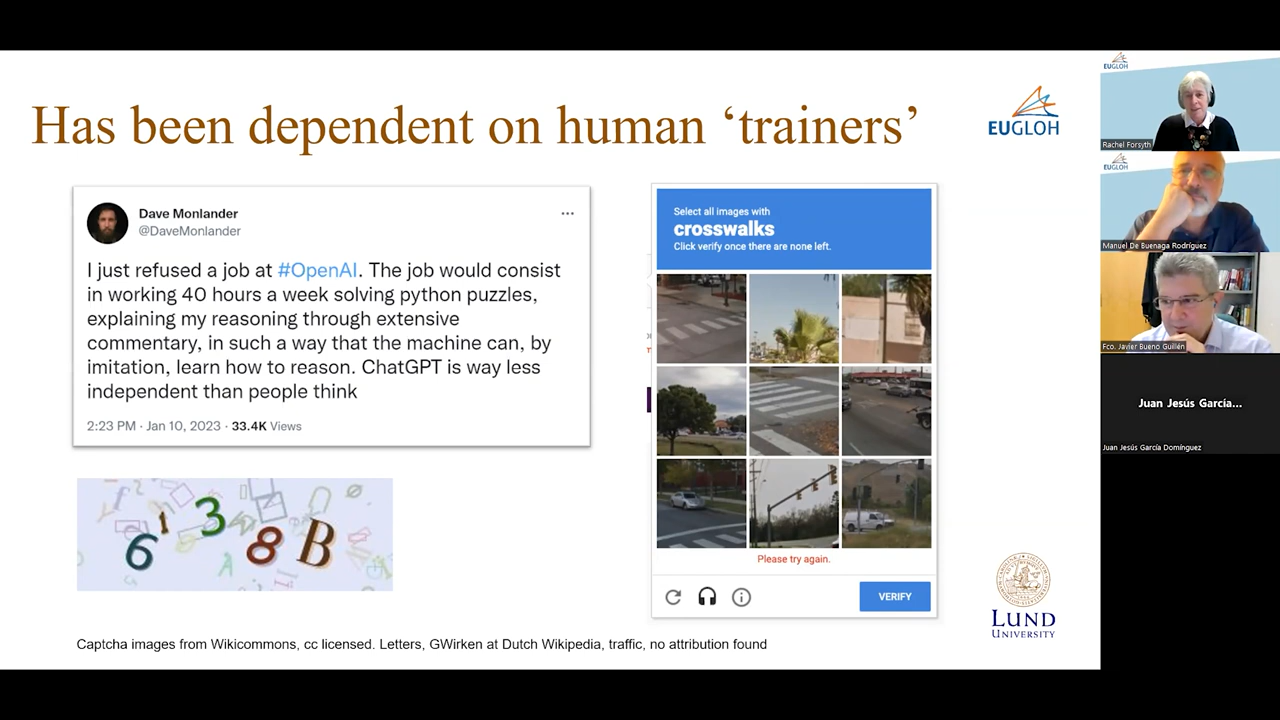 Has been dependent on human ‘trainers’
EUGLOH
Dave Monlander
@DaveMonlander
I just refused a job at #OpenAI. The job would consist
in working 40 hours a week solving python puzzles,
explaining my reasoning through extensive
commentary, in such a way that the machine can, by
imitation, learn how to reason. ChatGPT is way less
independent than people think
2:23 PM · Jan 10, 2023 · 33.4K Views
6 1 3 8 B
Select all images with
crosswalks
Click verify once there are none left.
Please try again.
VERIFY
LUND
UNIVERSITY
Captcha images from Wikicommons, cc licensed. Letters, GWirken at Dutch Wikipedia, traffic, no attribution found
EUGLOH
Rachel Forsyth
EUGLOH
Manuel De Buenaga Rodríguez
Fco. Javier Bueno Guillén
Juan Jesús García...
Juan Jesús García Domínguez